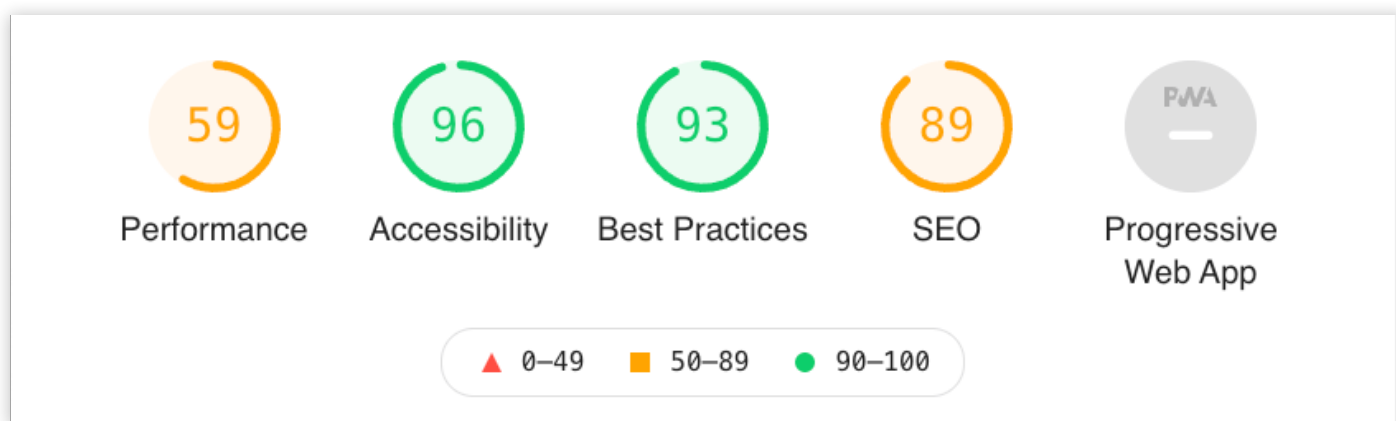 59
96
93
89
PWA
Performance
Accessibility
Best Practices
SEO
Progressive
Web App
0–49
50–89
90–100